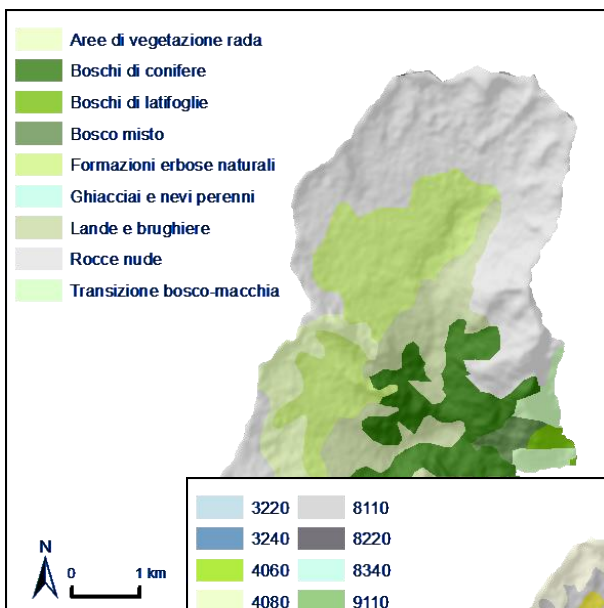 Aree di vegetazione rada
Boschi di conifere
Boschi di latifoglie
Bosco misto
Formazioni erbose naturali
Ghiacciai e nevi perenni
Lande e brughiere
Rocce nude
Transizione bosco-macchia
N
0 1 km
3220 8110
3240 8220
4060 8340
4080 9110